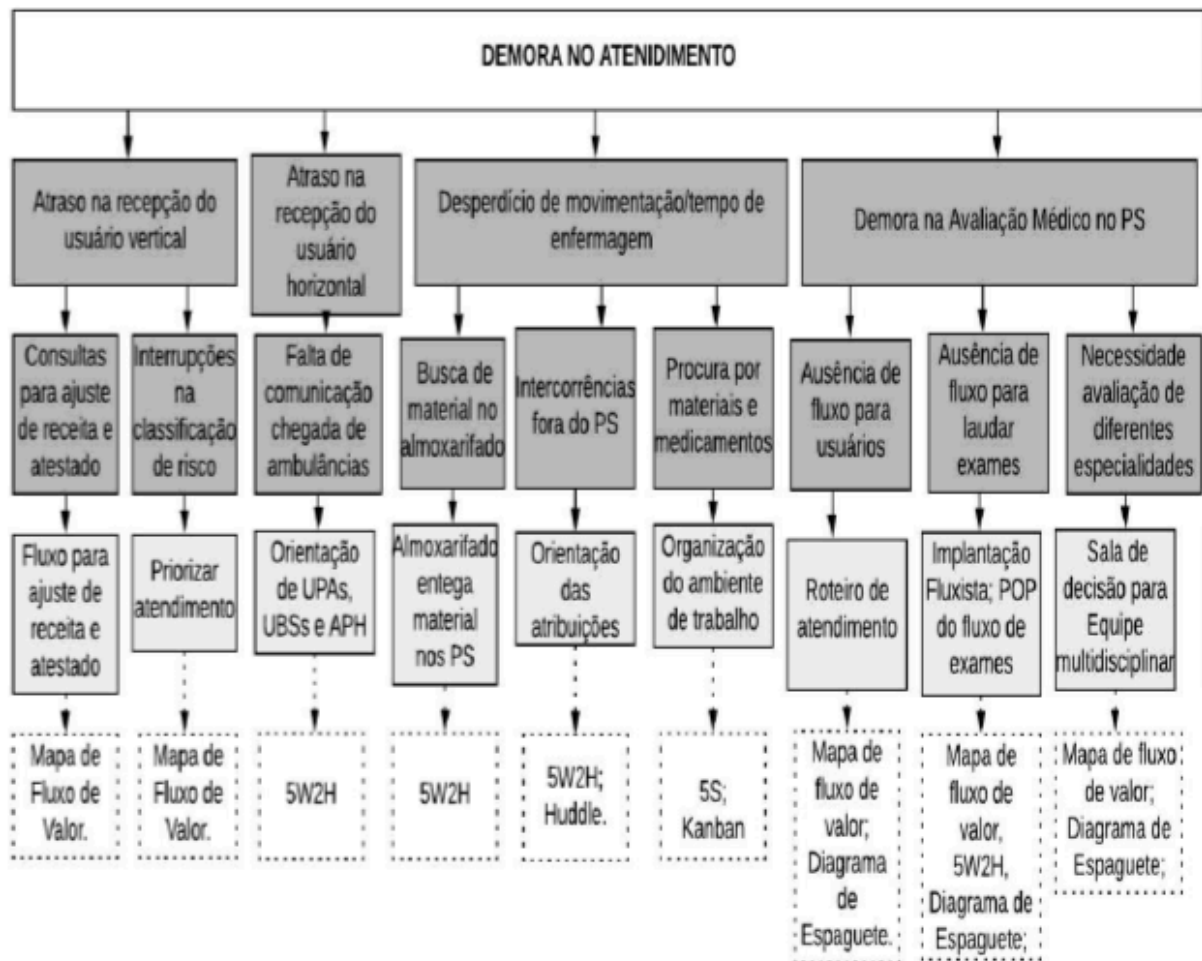 DEMORA NO ATENIDIMENTO
Atraso na recepção do
usuário vertical
Atraso na
recepção do
usuário
horizontal
Desperdício de movimentação/tempo de
enfermagem
Demora na Avaliação Médico no PS
Consultas
para ajuste
de receita e
atestado
Interrupções
na
classificação
de risco
Falta de
comunicação
chegada de
ambulâncias
Busca de
material no
almoxarifado
Intercorrências
fora do PS
Procura por
materiais e
medicamentos
Ausência de
fluxo para
usuários
Ausência de
fluxo para
laudar
exames
Necessidade
avaliação de
diferentes
especialidades
Fluxo para
ajuste de
receita e
atestado
Priorizar
atendimento
Orientação
de UPAs,
UBSs e APH
Almoxarifado
entega
material
nos PS
Orientação
das
atribuições
Organização
do ambiente
de trabalho
Roteiro de
atendimento
Implantação
Fluxista; POP
do fluxo de
exames
Sala de
decisão para
Equipe
multidisciplinar
Mapa de
Fluxo de
Valor.
Mapa de
Fluxo de
Valor.
5W2H
5W2H
5W2H;
Huddle.
5S;
Kanban
Mapa de
fluxo de
valor;
Diagrama
de
Espaguete.
Mapa de
fluxo de
valor,
5W2H,
Diagrama de
Espaguete;
Mapa de fluxo
de valor;
Diagrama de
Espaguete;